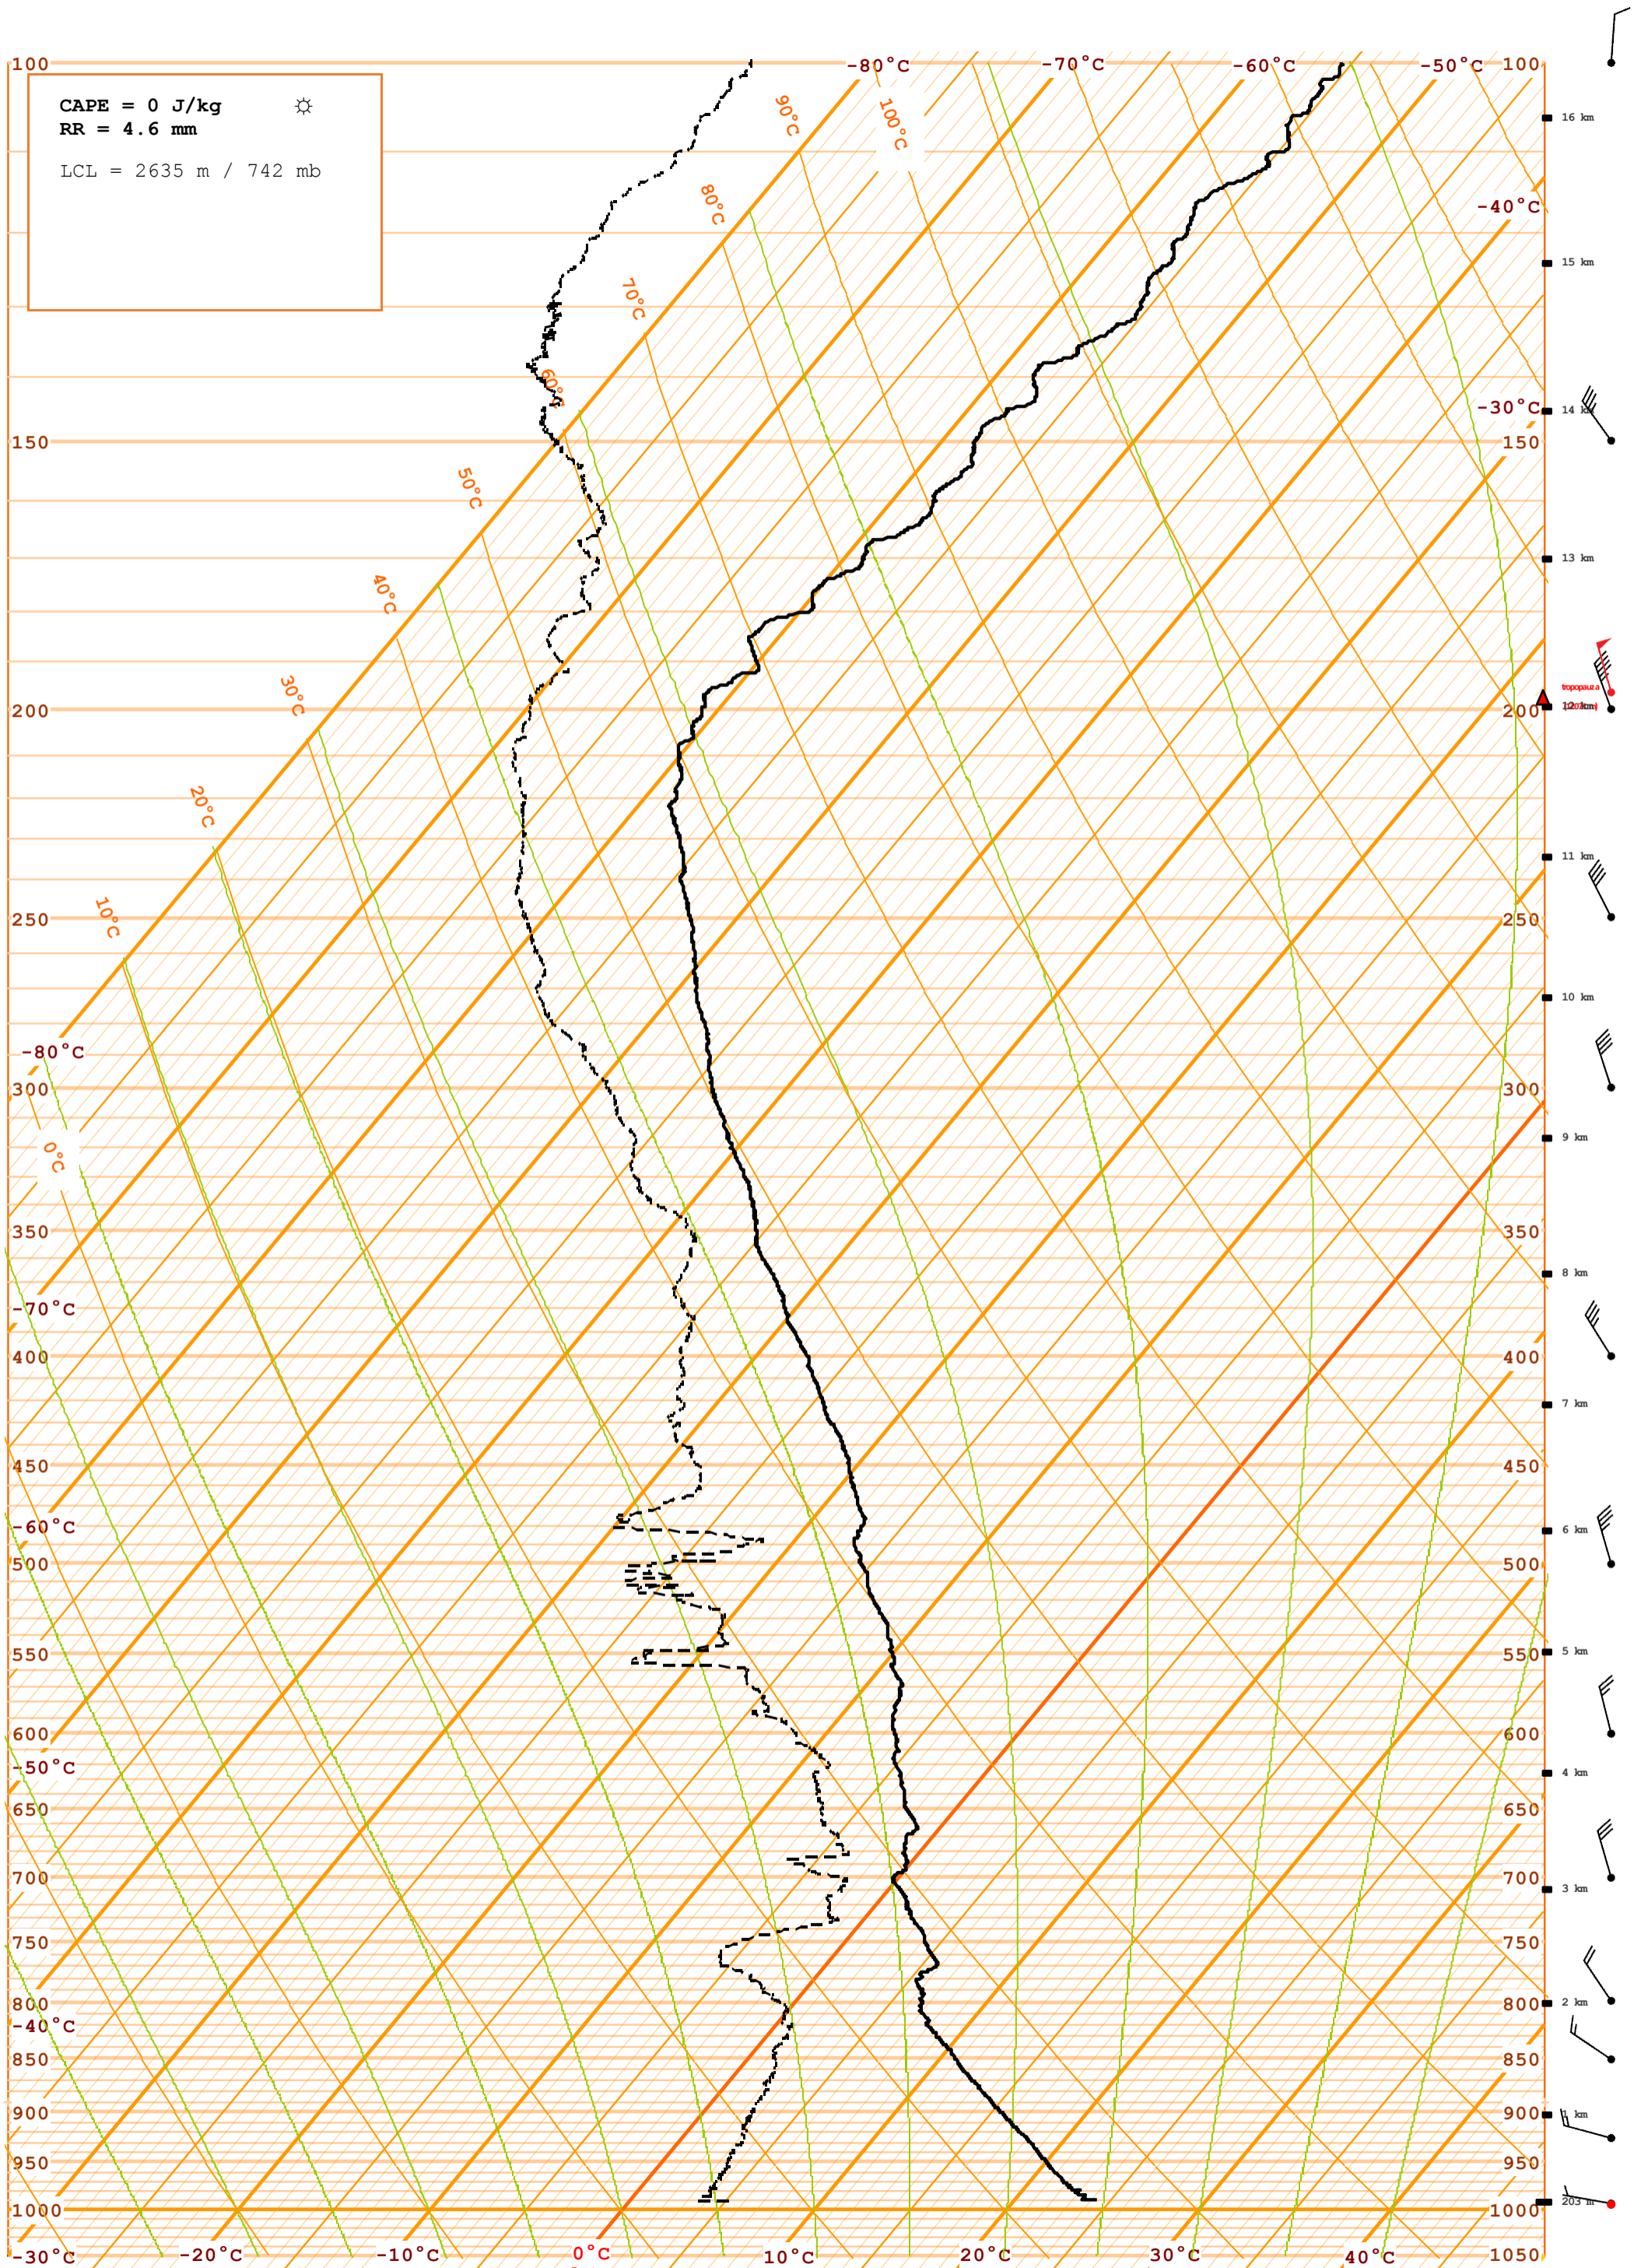 100
-80°C
-70°C
-60°C
-50°C
100
CAPE = 0 J/kg ☼
RR = 4.6 mm
LCL = 2635 m / 742 mb
90°C
100°C
16 km
80°C
-40°C
15 km
70°C
60°C
-30°C
14 km
150
150
50°C
13 km
40°C
30°C
tropopauza
200
200
12 km
20°C
11 km
10°C
250
250
10 km
-80°C
300
300
9 km
0°C
350
350
8 km
-70°C
400
400
7 km
450
450
-60°C
6 km
500
500
550
550
5 km
600
600
-50°C
4 km
650
650
700
700
3 km
750
750
800
800
2 km
-40°C
850
850
900
900
1 km
950
950
203 m
1000
1000
-30°C
-20°C
-10°C
0°C
10°C
20°C
30°C
40°C
1050